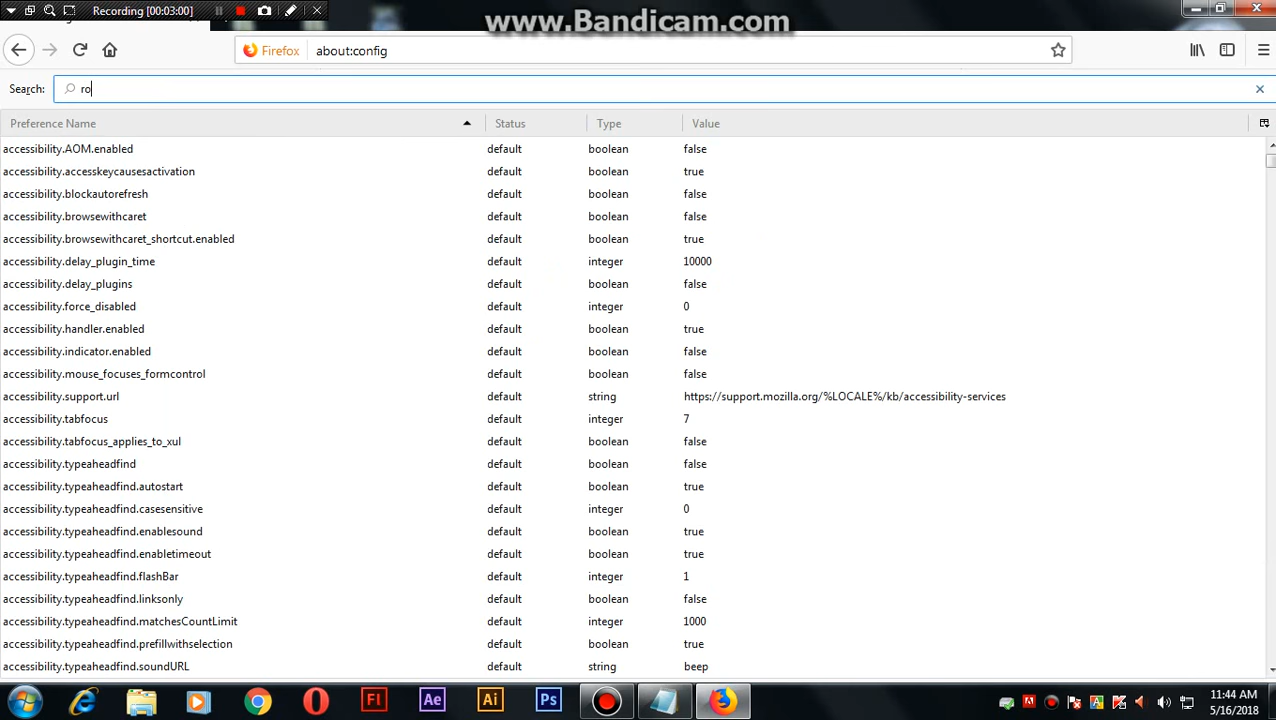 Recording [00:03:00]
www.Bandicam.com
Firefox about:config
Search: ro
Preference Name Status Type Value
accessibility.AOM.enabled default boolean false
accessibility.accesskeycausesactivation default boolean true
accessibility.blockautorefresh default boolean false
accessibility.browsewithcaret default boolean false
accessibility.browsewithcaret_shortcut.enabled default boolean true
accessibility.delay_plugin_time default integer 10000
accessibility.delay_plugins default boolean false
accessibility.force_disabled default integer 0
accessibility.handler.enabled default boolean true
accessibility.indicator.enabled default boolean false
accessibility.mouse_focuses_formcontrol default boolean false
accessibility.support.url default string https://support.mozilla.org/%LOCALE%/kb/accessibility-services
accessibility.tabfocus default integer 7
accessibility.tabfocus_applies_to_xul default boolean false
accessibility.typeaheadfind default boolean false
accessibility.typeaheadfind.autostart default boolean true
accessibility.typeaheadfind.casesensitive default integer 0
accessibility.typeaheadfind.enablesound default boolean true
accessibility.typeaheadfind.enabletimeout default boolean true
accessibility.typeaheadfind.flashBar default integer 1
accessibility.typeaheadfind.linksonly default boolean false
accessibility.typeaheadfind.matchesCountLimit default integer 1000
accessibility.typeaheadfind.prefillwithselection default boolean true
accessibility.typeaheadfind.soundURL default string beep
Fl Ae Ai Ps 11:44 AM
5/16/2018